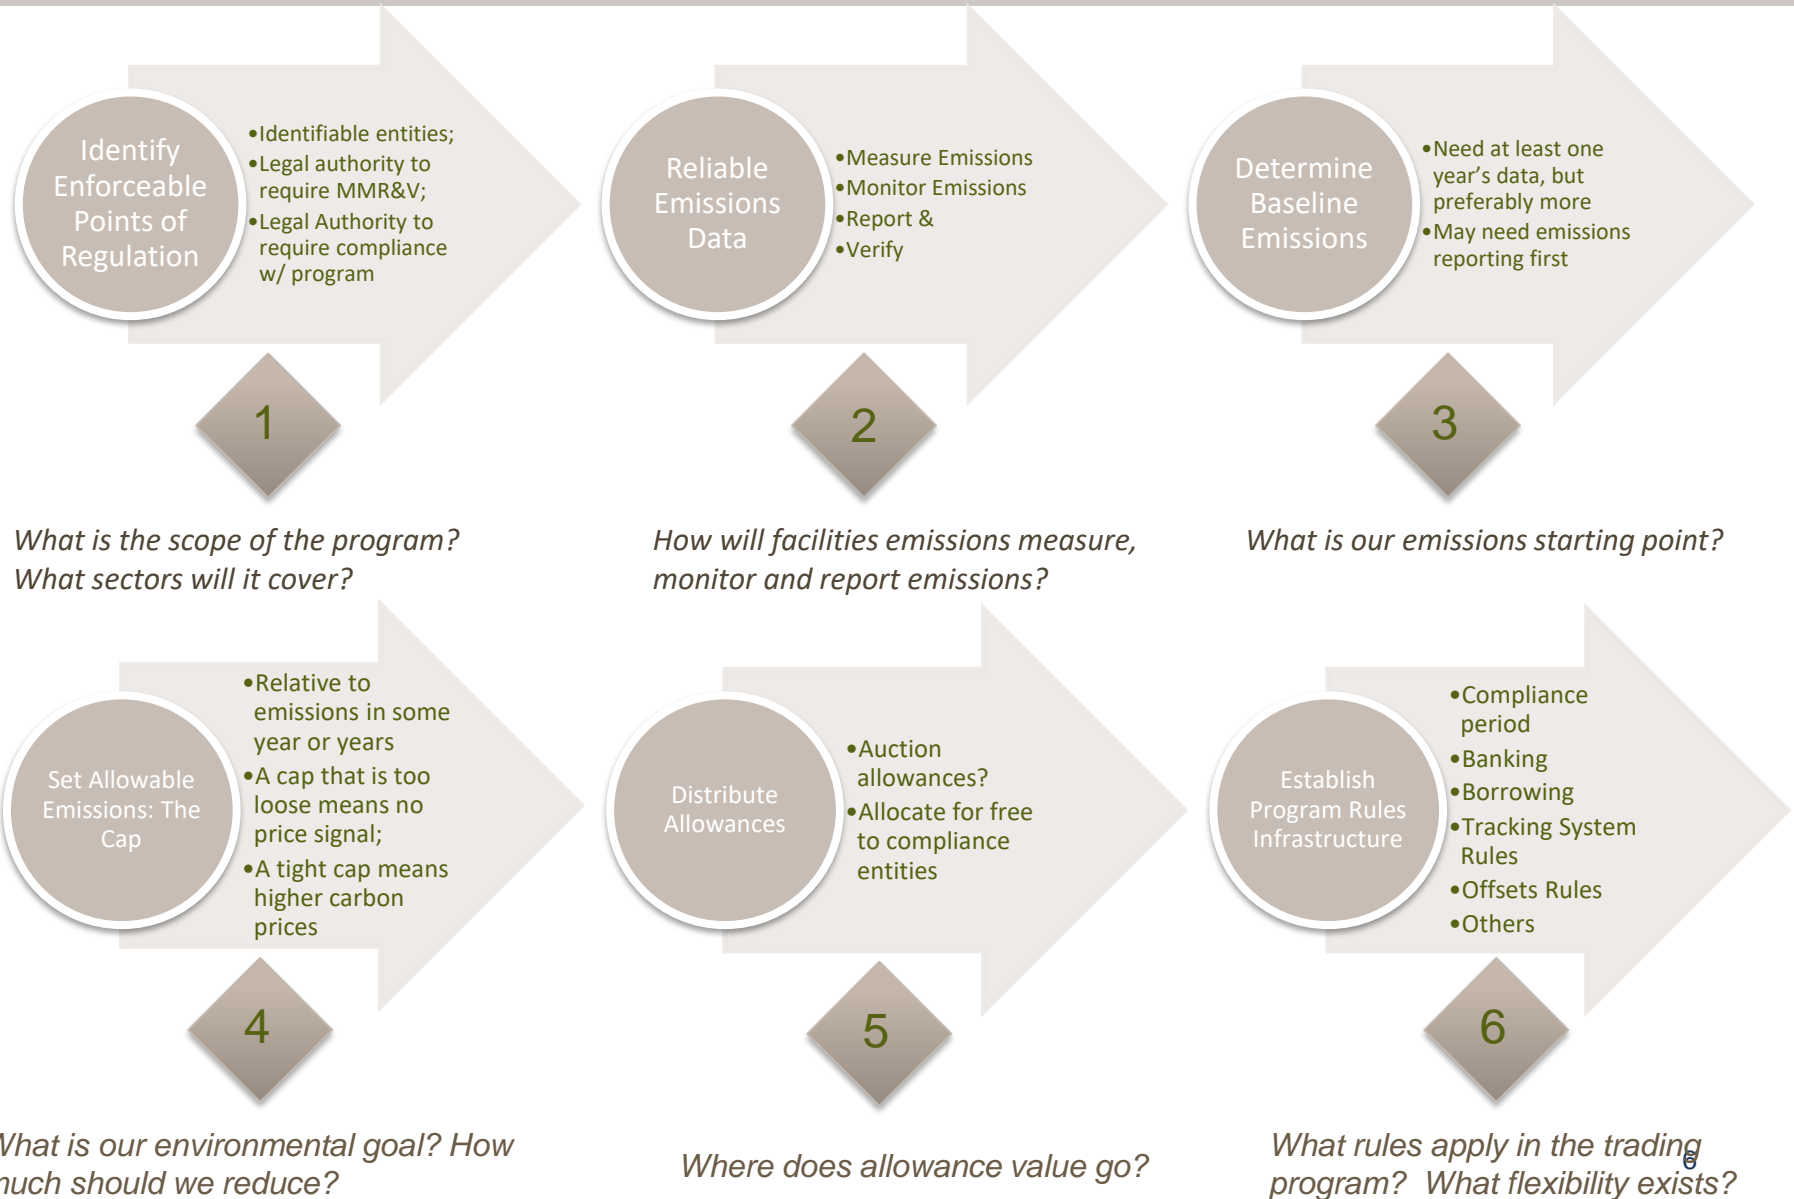 Identify
Enforceable
Points of
Regulation
•Identifiable entities;
•Legal authority to
require MMR&V;
•Legal Authority to
require compliance
w/ program
1
What is the scope of the program?
What sectors will it cover?
Reliable
Emissions
Data
•Measure Emissions
•Monitor Emissions
•Report &
•Verify
2
How will facilities emissions measure,
monitor and report emissions?
Determine
Baseline
Emissions
•Need at least one
year’s data, but
preferably more
•May need emissions
reporting first
3
What is our emissions starting point?
Set Allowable
Emissions: The
Cap
•Relative to
emissions in some
year or years
•A cap that is too
loose means no
price signal;
•A tight cap means
higher carbon
prices
4
What is our environmental goal? How
much should we reduce?
Distribute
Allowances
•Auction
allowances?
•Allocate for free
to compliance
entities
5
Where does allowance value go?
Establish
Program Rules
Infrastructure
•Compliance
period
•Banking
•Borrowing
•Tracking System
Rules
•Offsets Rules
•Others
6
What rules apply in the trading
program?  What flexibility exists?
6